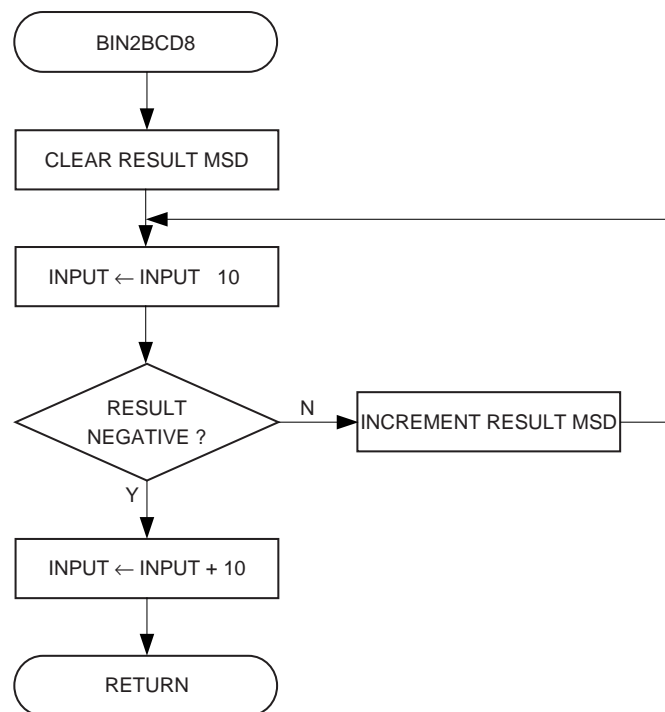 BIN2BCD8
CLEAR RESULT MSD
INPUT ← INPUT 10
RESULT
NEGATIVE ?
N
INCREMENT RESULT MSD
Y
INPUT ← INPUT + 10
RETURN